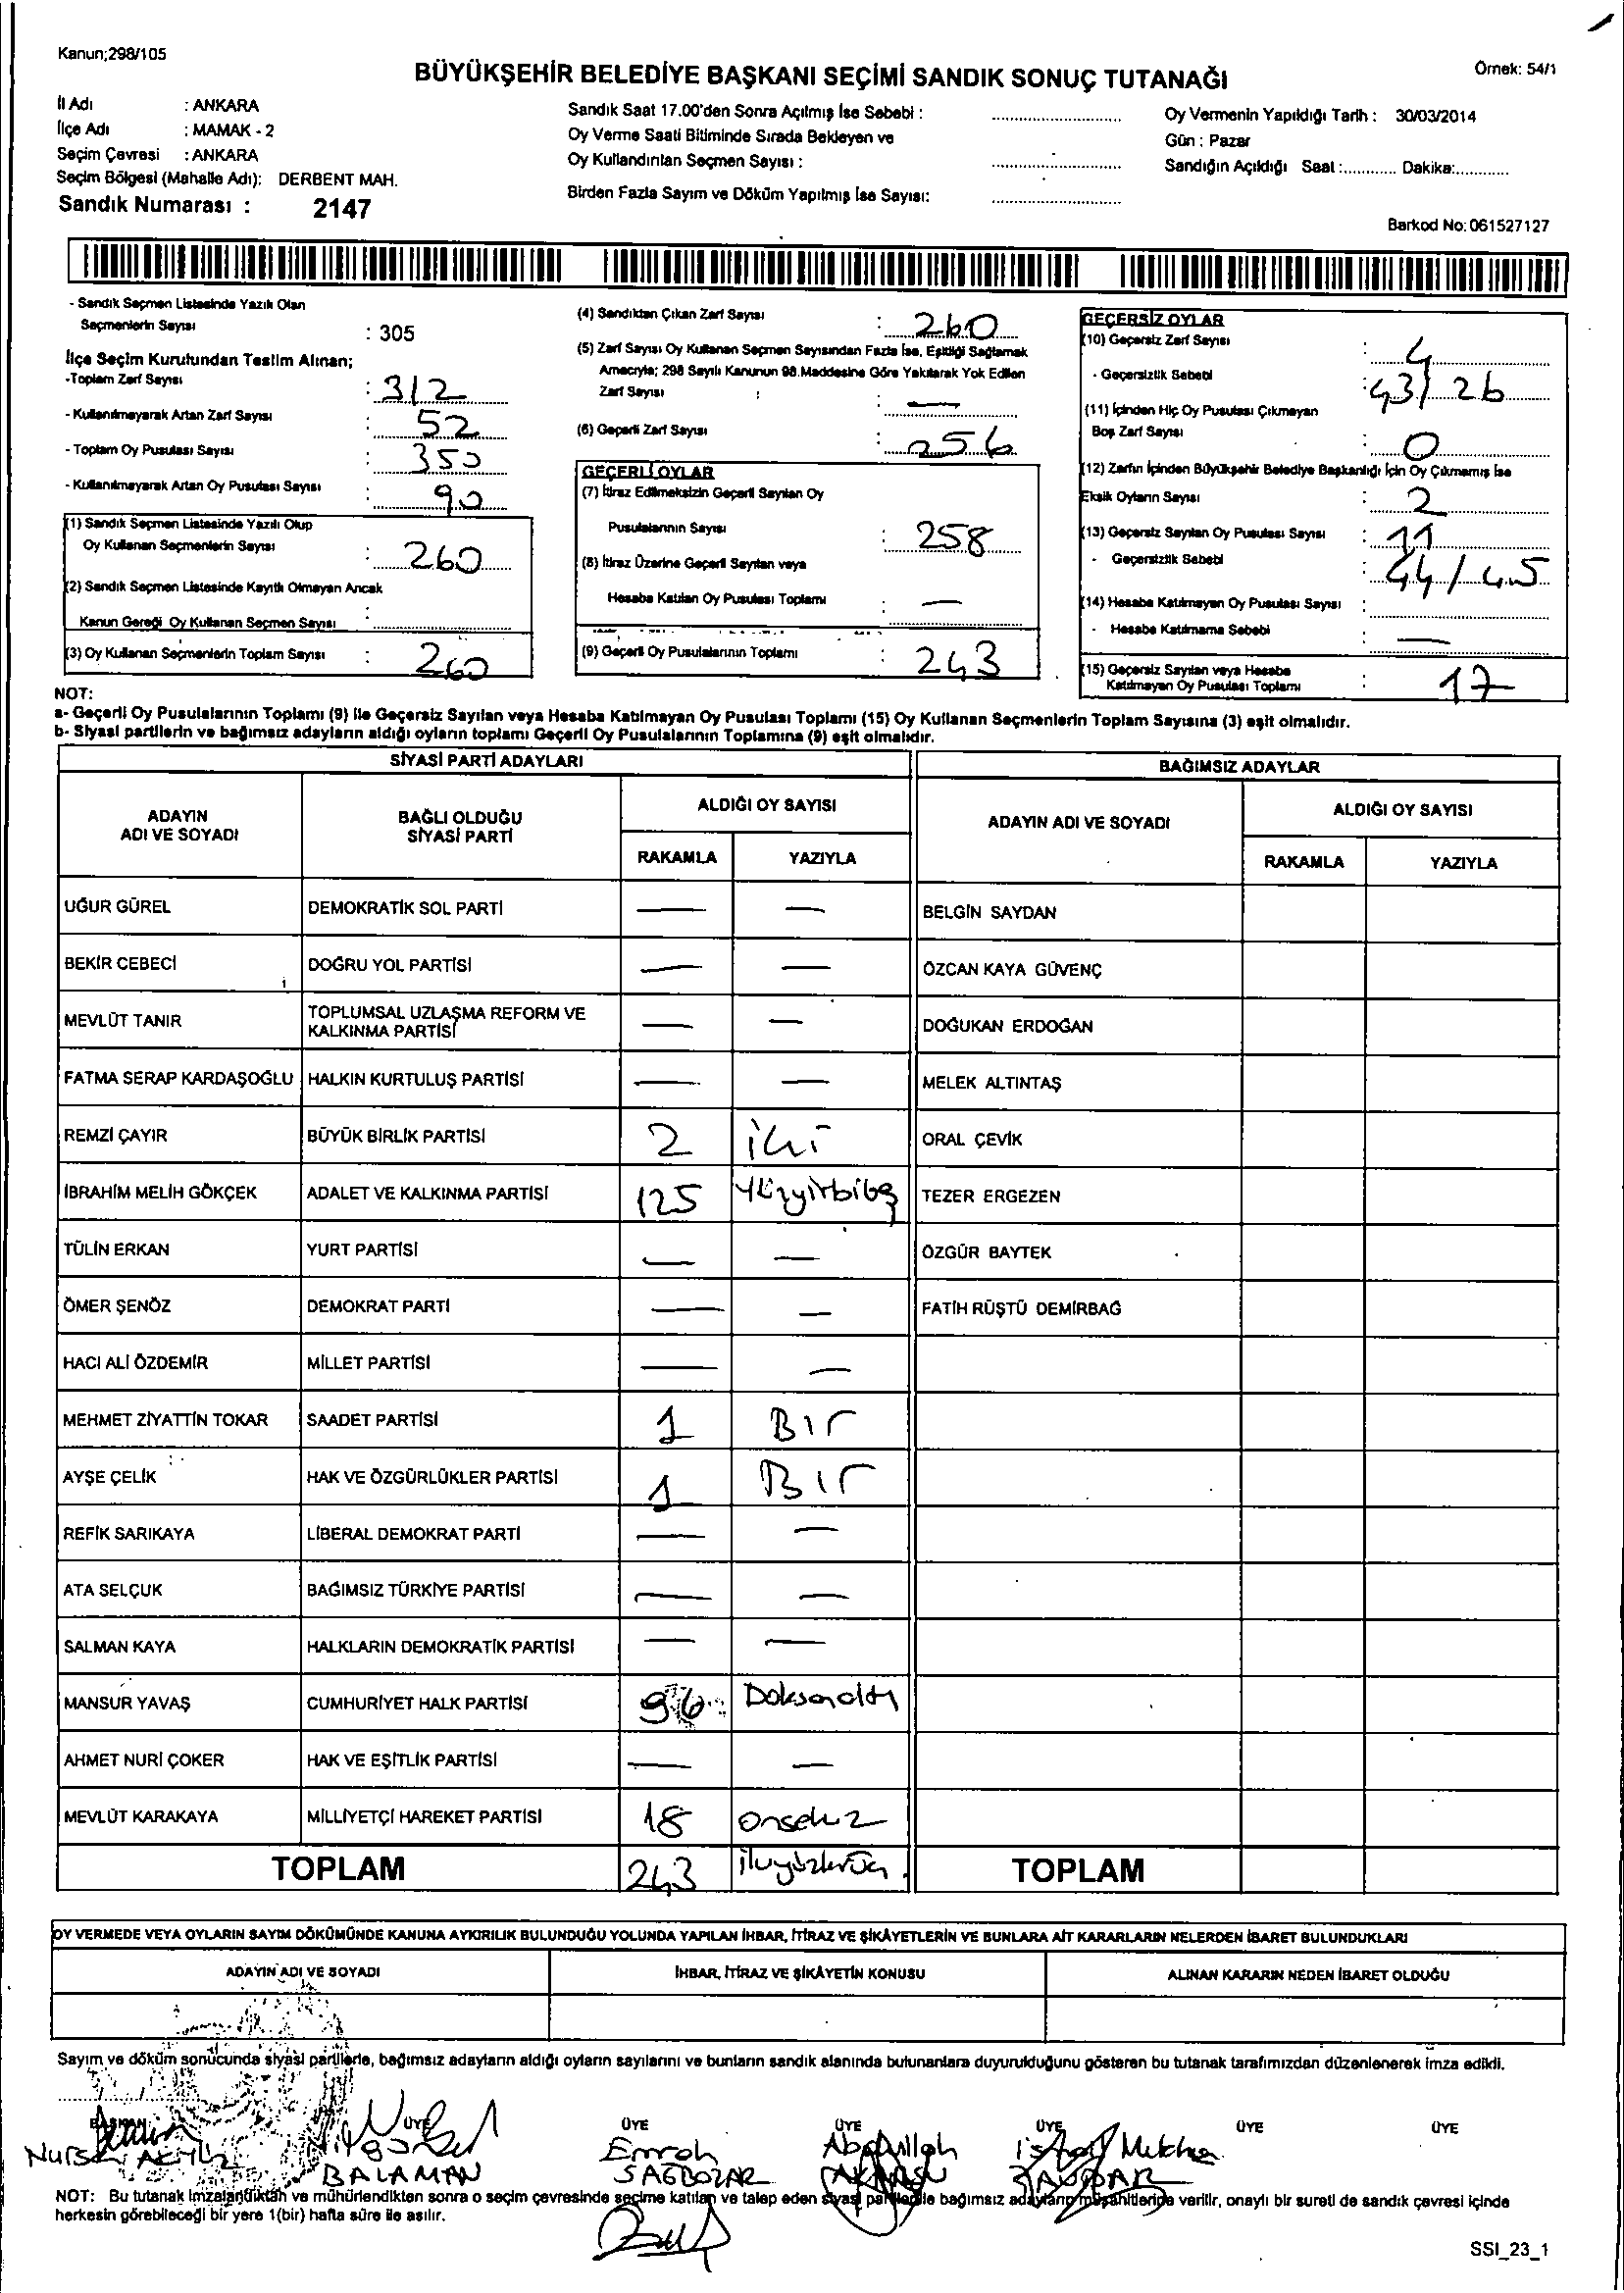 Kanun;298/105
Örnek: 54/1
BÜYÜKŞEHİR BELEDİYE BAŞKANI SEÇİMİ SANDIK SONUÇ TUTANAĞI
İl Adı : ANKARA
İlçe Adı : MAMAK - 2
Seçim Çevresi : ANKARA
Seçim Bölgesi (Mahalle Adı): DERBENT MAH.
Sandık Numarası : 2147
Sandık Saat 17.00'den Sonra Açılmış İse Sebebi :
Oy Verme Saati Bitiminde Sırada Bekleyen ve
Oy Kullandırılan Seçmen Sayısı :
Birden Fazla Sayım ve Döküm Yapılmış İse Sayısı:
Oy Vermenin Yapıldığı Tarih : 30/03/2014
Gün : Pazar
Sandığın Açıldığı Saat :............ Dakika:............
Barkod No: 061527127
- Sandık Seçmen Listesinde Yazılı Olan
Seçmenlerin Sayısı : 305
İlçe Seçim Kurulundan Teslim Alınan;
-Toplam Zarf Sayısı : 312
- Kullanılmayarak Artan Zarf Sayısı : 52
- Toplam Oy Pusulası Sayısı : 350
- Kullanılmayarak Artan Oy Pusulası Sayısı : 90
(1) Sandık Seçmen Listesinde Yazılı Olup
Oy Kullanan Seçmenlerin Sayısı : 260
(2) Sandık Seçmen Listesinde Kayıtlı Olmayan Ancak
Kanun Gereği Oy Kullanan Seçmen Sayısı :
(3) Oy Kullanan Seçmenlerin Toplam Sayısı : 260
(4) Sandıktan Çıkan Zarf Sayısı : 260
(5) Zarf Sayısı Oy Kullanan Seçmen Sayısından Fazla İse, Eşitliği Sağlamak
Amacıyla; 298 Sayılı Kanunun 98.Maddesine Göre Yakılarak Yok Edilen
Zarf Sayısı : —
(6) Geçerli Zarf Sayısı : 256
GEÇERLİ OYLAR
(7) İtiraz Edilmeksizin Geçerli Sayılan Oy
Pusulalarının Sayısı : 258
(8) İtiraz Üzerine Geçerli Sayılan veya
Hesaba Katılan Oy Pusulası Toplamı : —
(9) Geçerli Oy Pusulalarının Toplamı : 243
GEÇERSİZ OYLAR
(10) Geçersiz Zarf Sayısı : 4
- Geçersizlik Sebebi : 43/26
(11) İçinden Hiç Oy Pusulası Çıkmayan
Boş Zarf Sayısı : 0
(12) Zarfın İçinden Büyükşehir Belediye Başkanlığı İçin Oy Çıkmamış İse
Eksik Oyların Sayısı : 2
(13) Geçersiz Sayılan Oy Pusulası Sayısı : 11
- Geçersizlik Sebebi : 44/45
(14) Hesaba Katılmayan Oy Pusulası Sayısı :
- Hesaba Katılmama Sebebi : —
(15) Geçersiz Sayılan veya Hesaba
Katılmayan Oy Pusulası Toplamı : 17
NOT:
a- Geçerli Oy Pusulalarının Toplamı (9) ile Geçersiz Sayılan veya Hesaba Katılmayan Oy Pusulası Toplamı (15) Oy Kullanan Seçmenlerin Toplam Sayısına (3) eşit olmalıdır.
b- Siyasi partilerin ve bağımsız adayların aldığı oyların toplamı Geçerli Oy Pusulalarının Toplamına (9) eşit olmalıdır.
SİYASİ PARTİ ADAYLARI BAĞIMSIZ ADAYLAR
ADAYIN ADI VE SOYADI BAĞLI OLDUĞU SİYASİ PARTİ ALDIĞI OY SAYISI ADAYIN ADI VE SOYADI ALDIĞI OY SAYISI
RAKAMLA YAZIYLA RAKAMLA YAZIYLA
UĞUR GÜREL DEMOKRATİK SOL PARTİ — — BELGİN SAYDAN
BEKİR CEBECİ DOĞRU YOL PARTİSİ — — ÖZCAN KAYA GÜVENÇ
MEVLÜT TANIR TOPLUMSAL UZLAŞMA REFORM VE KALKINMA PARTİSİ — — DOĞUKAN ERDOĞAN
FATMA SERAP KARDAŞOĞLU HALKIN KURTULUŞ PARTİSİ — — MELEK ALTINTAŞ
REMZİ ÇAYIR BÜYÜK BİRLİK PARTİSİ 2 iki ORAL ÇEVİK
İBRAHİM MELİH GÖKÇEK ADALET VE KALKINMA PARTİSİ 125 TEZER ERGEZEN
TÜLİN ERKAN YURT PARTİSİ — — ÖZGÜR BAYTEK
ÖMER ŞENÖZ DEMOKRAT PARTİ — — FATİH RÜŞTÜ DEMİRBAĞ
HACI ALİ ÖZDEMİR MİLLET PARTİSİ — —
MEHMET ZİYATTİN TOKAR SAADET PARTİSİ 1 Bir
AYŞE ÇELİK HAK VE ÖZGÜRLÜKLER PARTİSİ 1 Bir
REFİK SARIKAYA LİBERAL DEMOKRAT PARTİ — —
ATA SELÇUK BAĞIMSIZ TÜRKİYE PARTİSİ — —
SALMAN KAYA HALKLARIN DEMOKRATİK PARTİSİ — —
MANSUR YAVAŞ CUMHURİYET HALK PARTİSİ 96 Doksanaltı
AHMET NURİ ÇOKER HAK VE EŞİTLİK PARTİSİ — —
MEVLÜT KARAKAYA MİLLİYETÇİ HAREKET PARTİSİ 18 onsekiz
TOPLAM 243 TOPLAM
OY VERMEDE VEYA OYLARIN SAYIM DÖKÜMÜNDE KANUNA AYKIRILIK BULUNDUĞU YOLUNDA YAPILAN İHBAR, İTİRAZ VE ŞİKÂYETLERİN VE BUNLARA AİT KARARLARIN NELERDEN İBARET BULUNDUKLARI
ADAYIN ADI VE SOYADI İHBAR, İTİRAZ VE ŞİKÂYETİN KONUSU ALINAN KARARIN NEDEN İBARET OLDUĞU
Sayım ve döküm sonucunda siyasi partilerle, bağımsız adayların aldığı oyların sayılarını ve bunların sandık alanında bulunanlara duyurulduğunu gösteren bu tutanak tarafımızdan düzenlenerek imza edildi.
BAŞKAN ÜYE ÜYE ÜYE ÜYE ÜYE ÜYE
Emrah Abdullah
BALAMAN SAĞBOZAR
NOT: Bu tutanak imzalandıktan ve mühürlendikten sonra o seçim çevresinde seçime katılan ve talep eden siyasi partilerle bağımsız adayların müşahitlerine verilir, onaylı bir sureti de sandık çevresi içinde
herkesin görebileceği bir yere 1(bir) hafta süre ile asılır.
SSI_23_1